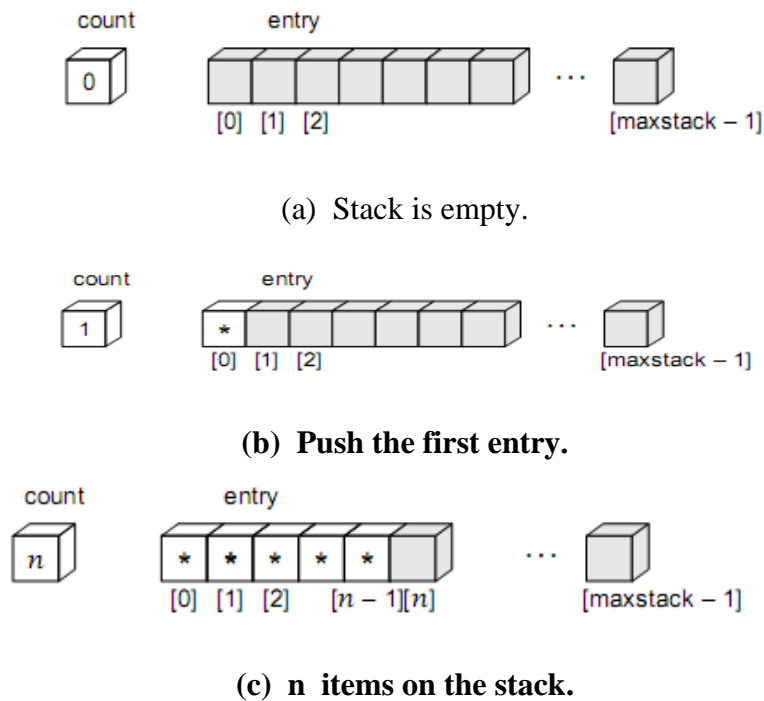 count entry
0 ···
[0] [1] [2] [maxstack – 1]
(a) Stack is empty.
count entry
1 * ···
[0] [1] [2] [maxstack – 1]
(b) Push the first entry.
count entry
n * * * * * ···
[0] [1] [2] [n – 1][n] [maxstack – 1]
(c) n items on the stack.